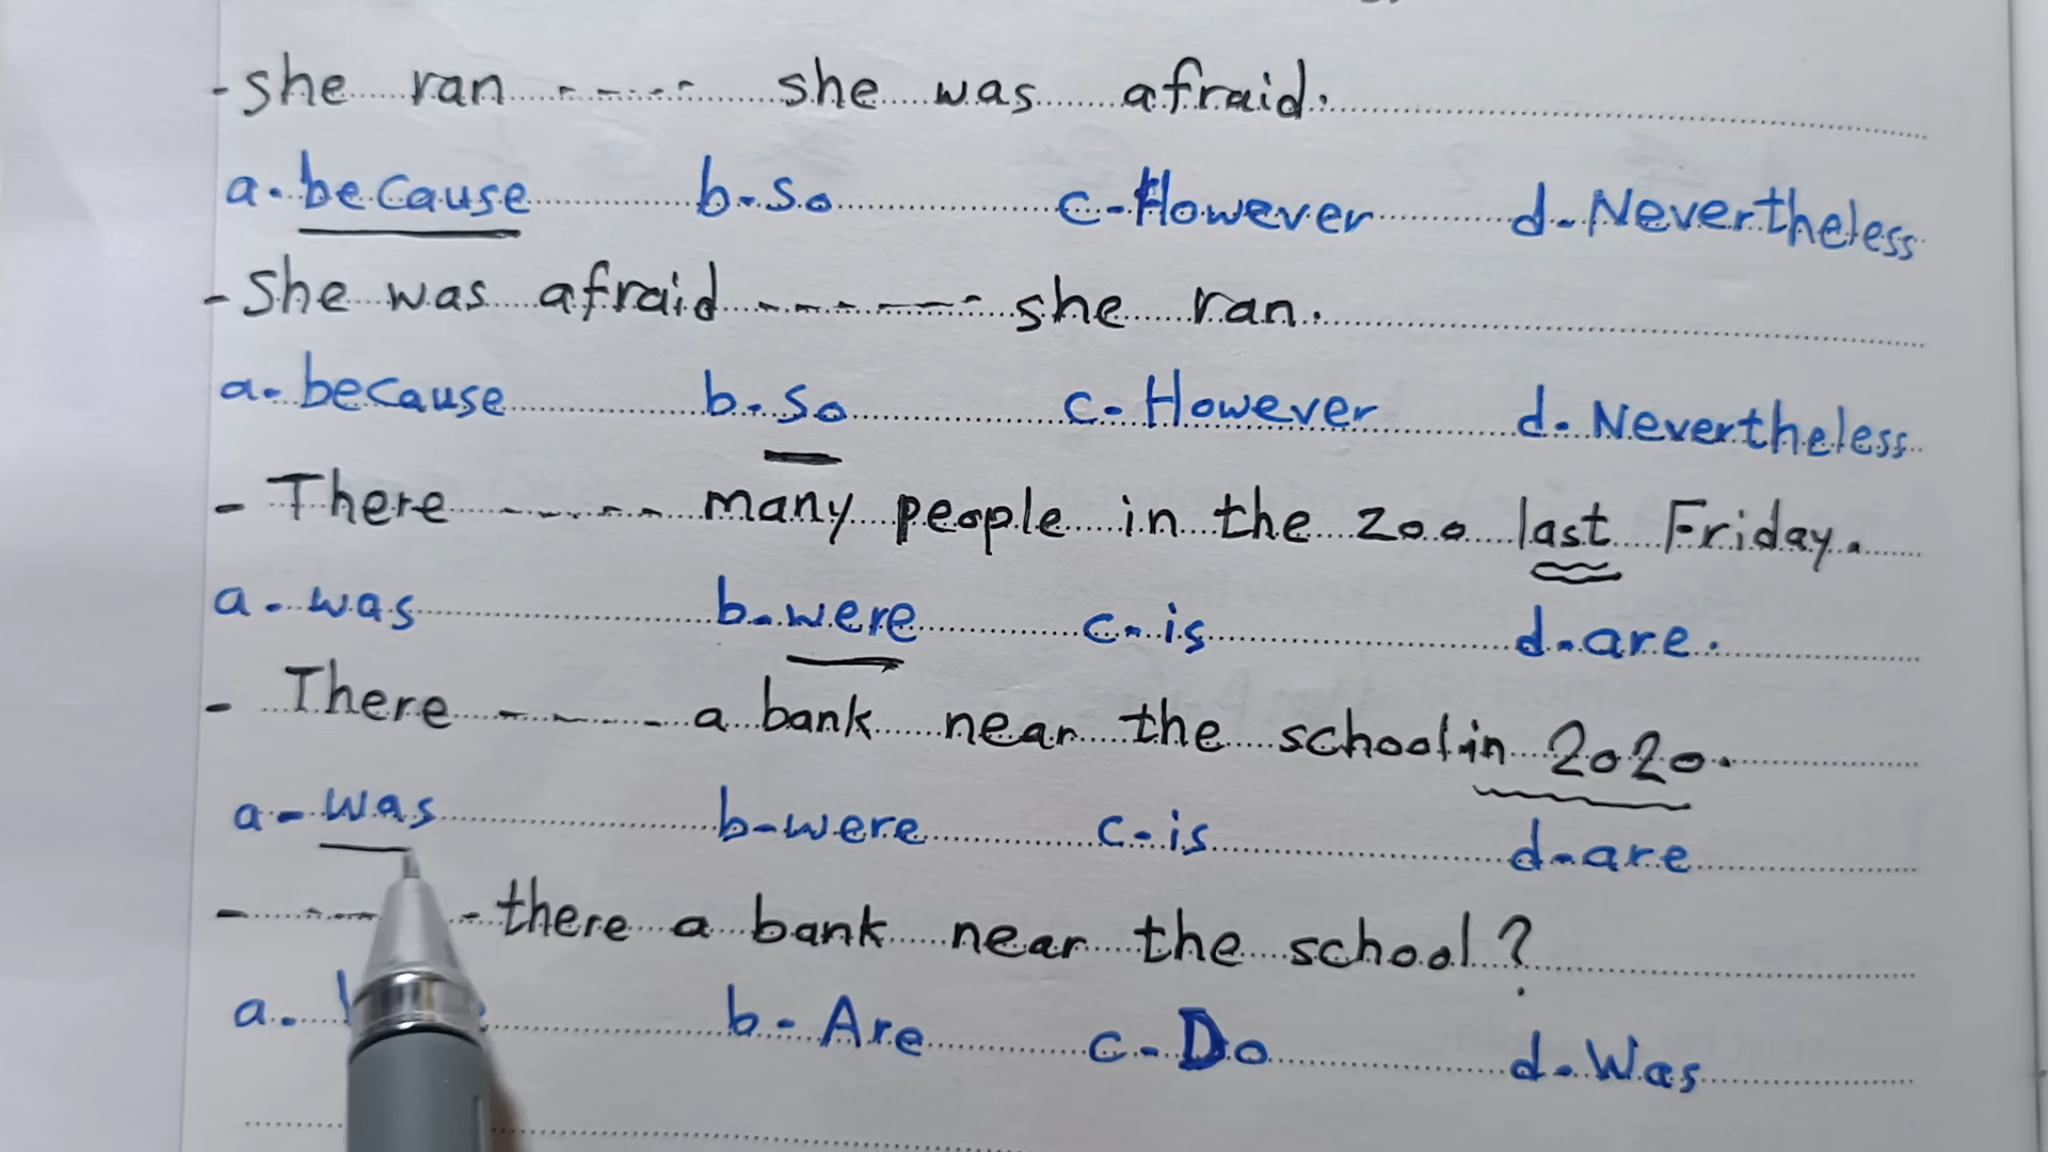 - she ran ----- she was afraid.
a. because b. so c- However d- Nevertheless
- She was afraid ------- she ran.
a- because b. so c- However d. Nevertheless
- There ----- many people in the zoo last Friday.
a - was b- were c- is d- are.
- There ----- a bank near the school in 2020.
a - was b- were c- is d- are
- ----- there a bank near the school?
a. b- Are c- Do d. Was